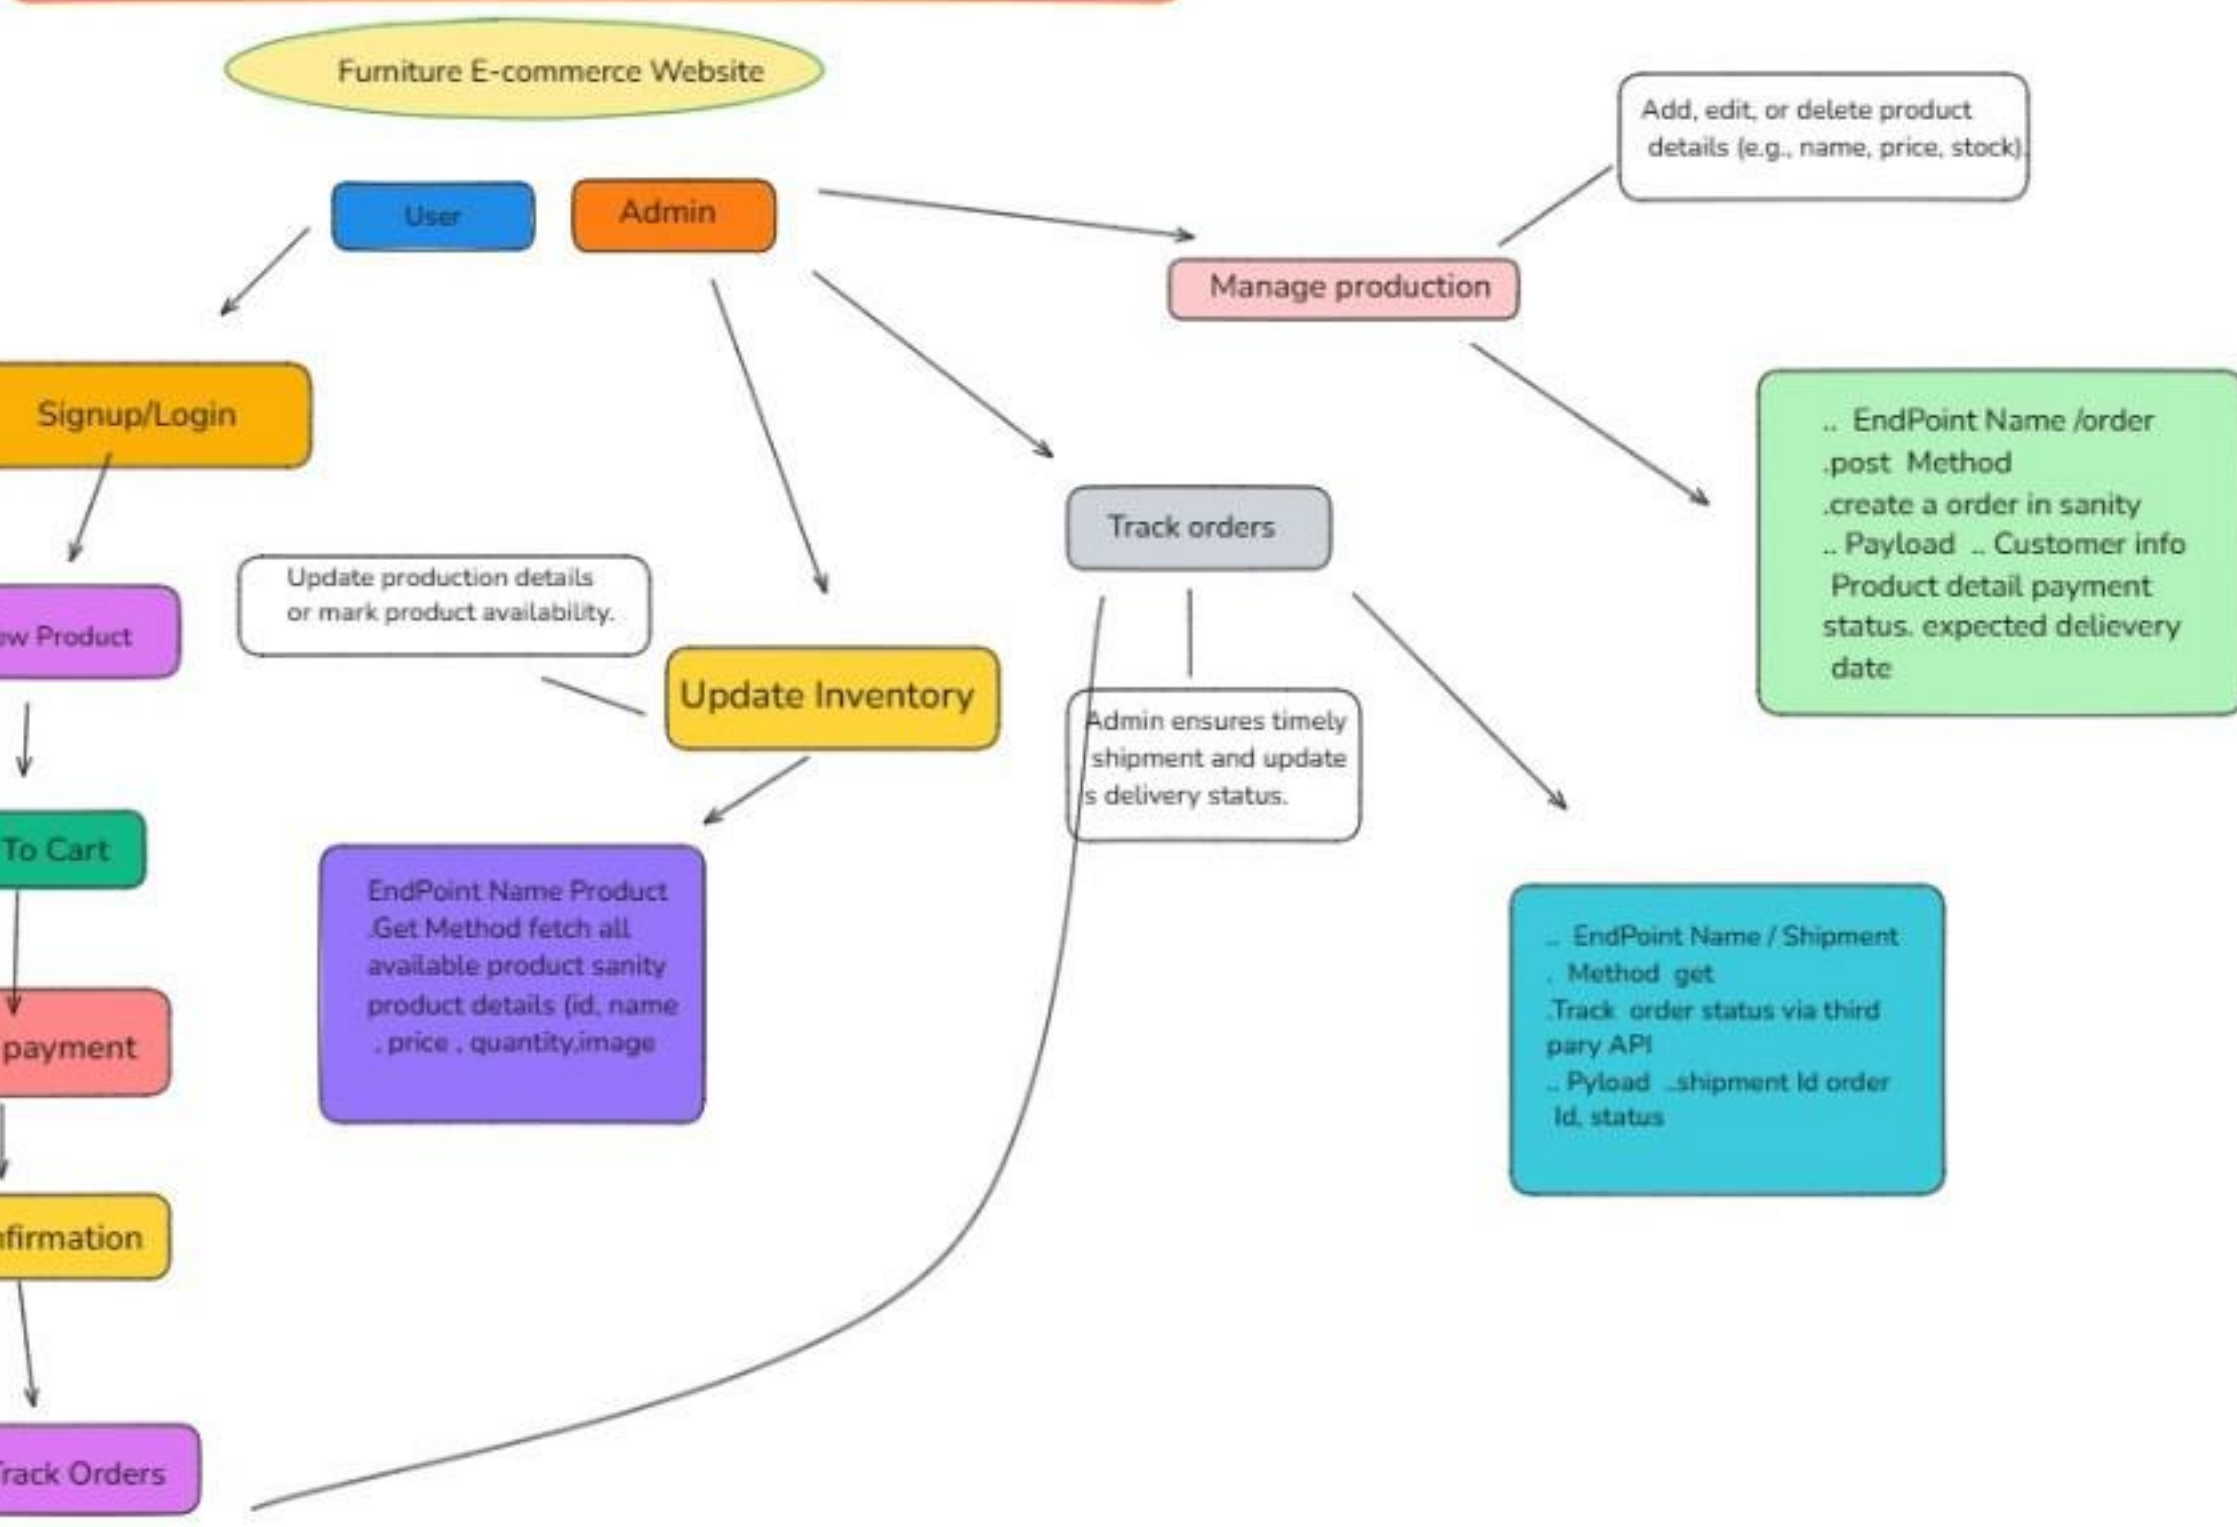 Furniture E-commerce Website
User
Admin
Add, edit, or delete product
details (e.g., name, price, stock).
Manage production
Signup/Login
.. EndPoint Name /order
.post Method
.create a order in sanity
.. Payload .. Customer info
Product detail payment
status. expected delievery
date
Track orders
Update production details
or mark product availability.
Product
Update Inventory
Admin ensures timely
shipment and update
s delivery status.
To Cart
EndPoint Name Product
.Get Method fetch all
available product sanity
product details (id, name
, price , quantity,image
.. EndPoint Name / Shipment
. Method get
.Track order status via third
pary API
.. Pyload ..shipment Id order
Id, status
payment
Track Orders